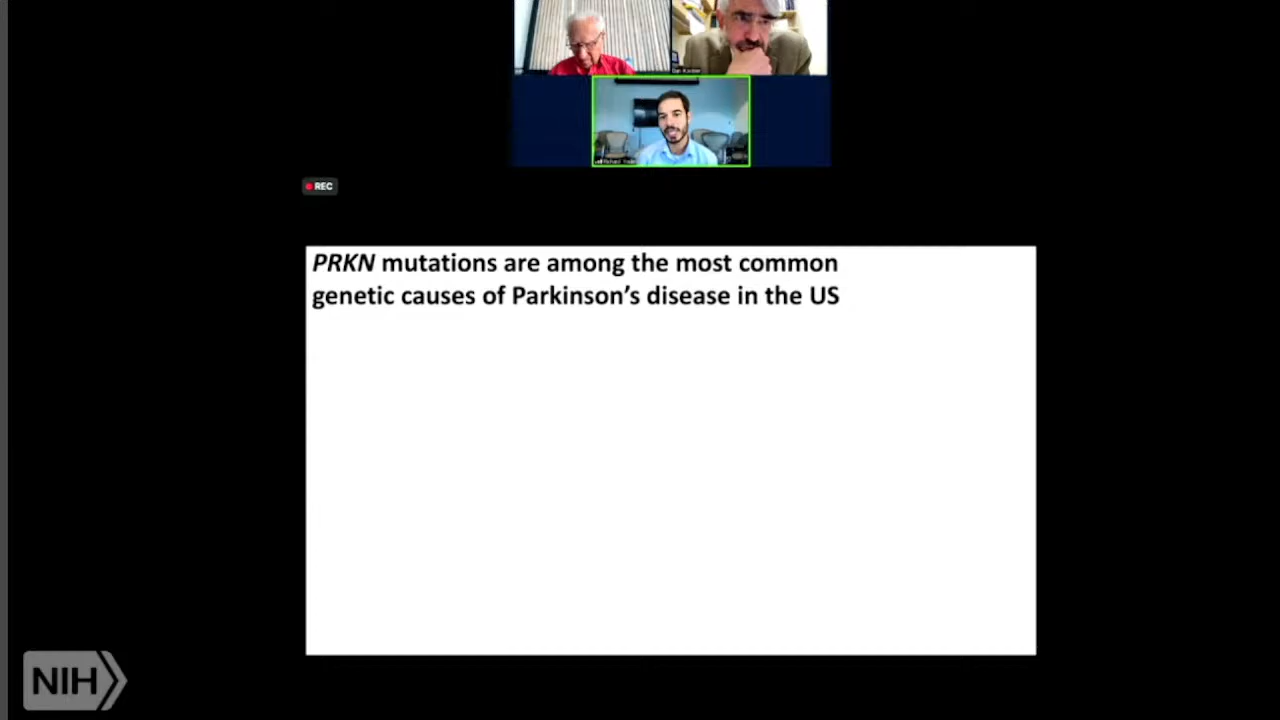 REC
PRKN mutations are among the most common
genetic causes of Parkinson's disease in the US
NIH